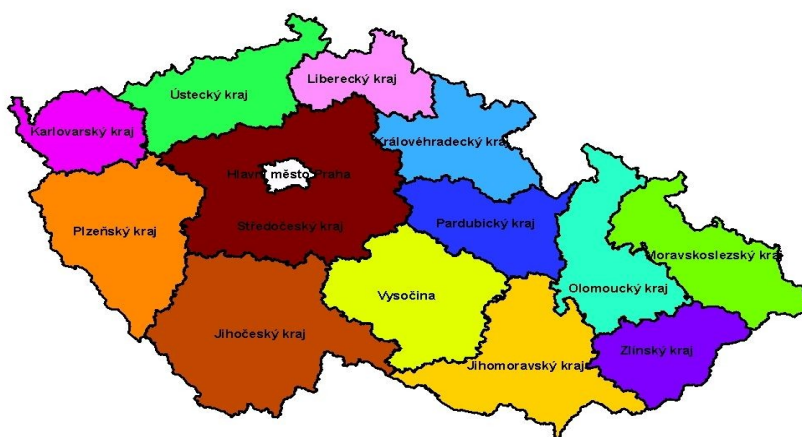 Liberecký kraj
Ústecký kraj
Karlovarský kraj
Královéhradecký kraj
Hlavní město Praha
Středočeský kraj
Pardubický kraj
Plzeňský kraj
Moravskoslezský kraj
Olomoucký kraj
Vysočina
Jihočeský kraj
Zlínský kraj
Jihomoravský kraj